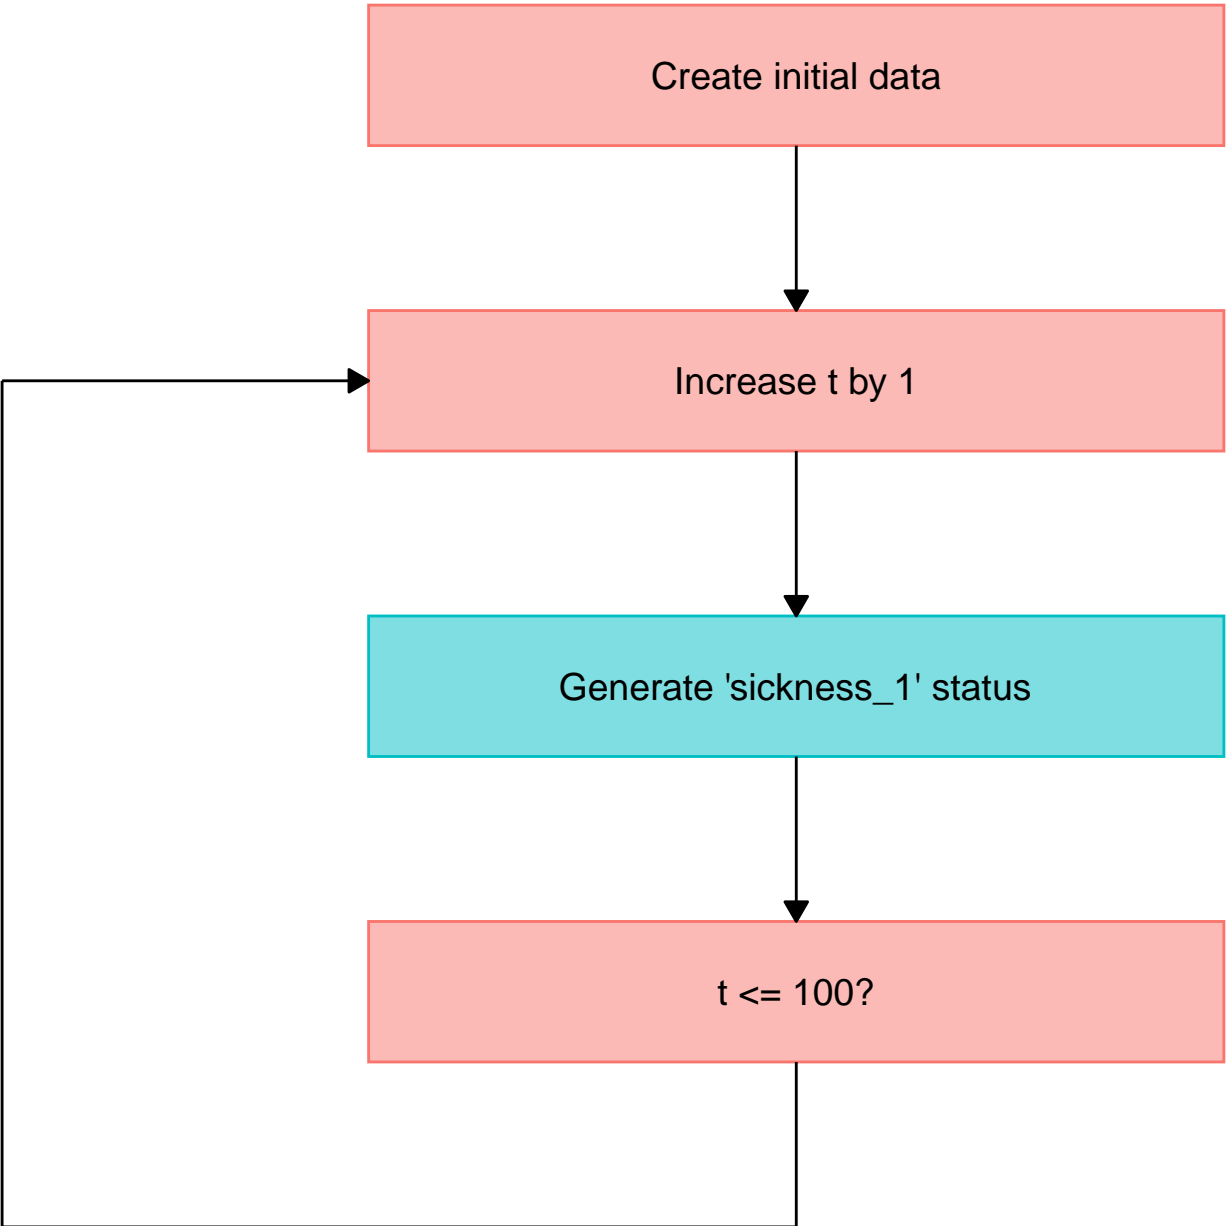 Create initial data
Increase t by 1
Generate 'sickness_1' status
t <= 100?